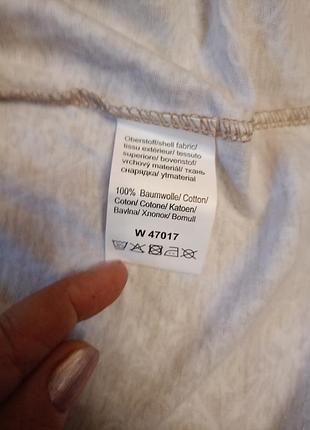 Oberstoff/shell fabric/
tissu extérieur/ tessuto
superiore/ bovenstof/
vrchový materiál/ ткань
снарядка/ ytmaterial
100% Baumwolle/ Cotton/
Coton/ Cotone/ Katoen/
Bavlna/ Хлопок/ Bomull
W 47017